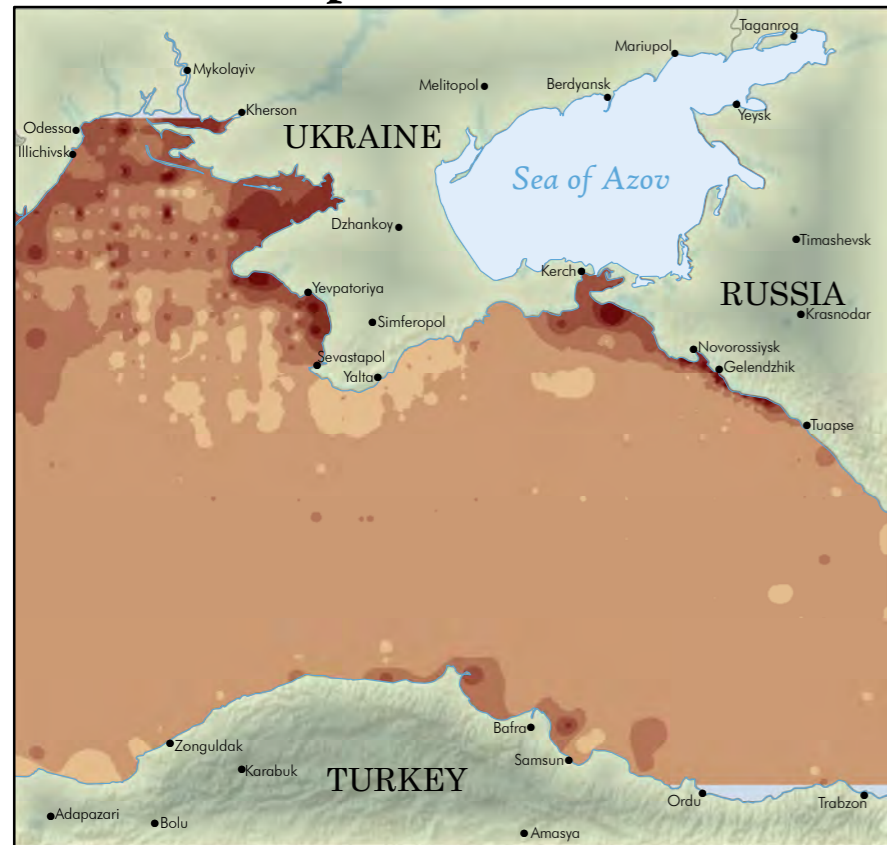 Taganrog
Mariupol
Mykolayiv
Melitopol
Berdyansk
Yeysk
Kherson
Odessa
UKRAINE
Illichivsk
Sea of Azov
Dzhankoy
Timashevsk
Kerch
Yevpatoriya
RUSSIA
Simferopol
Krasnodar
Novorossiysk
Sevastapol
Gelendzhik
Yalta
Tuapse
Bafra
Zonguldak
Samsun
Karabuk
TURKEY
Ordu
Trabzon
Adapazari
Bolu
Amasya